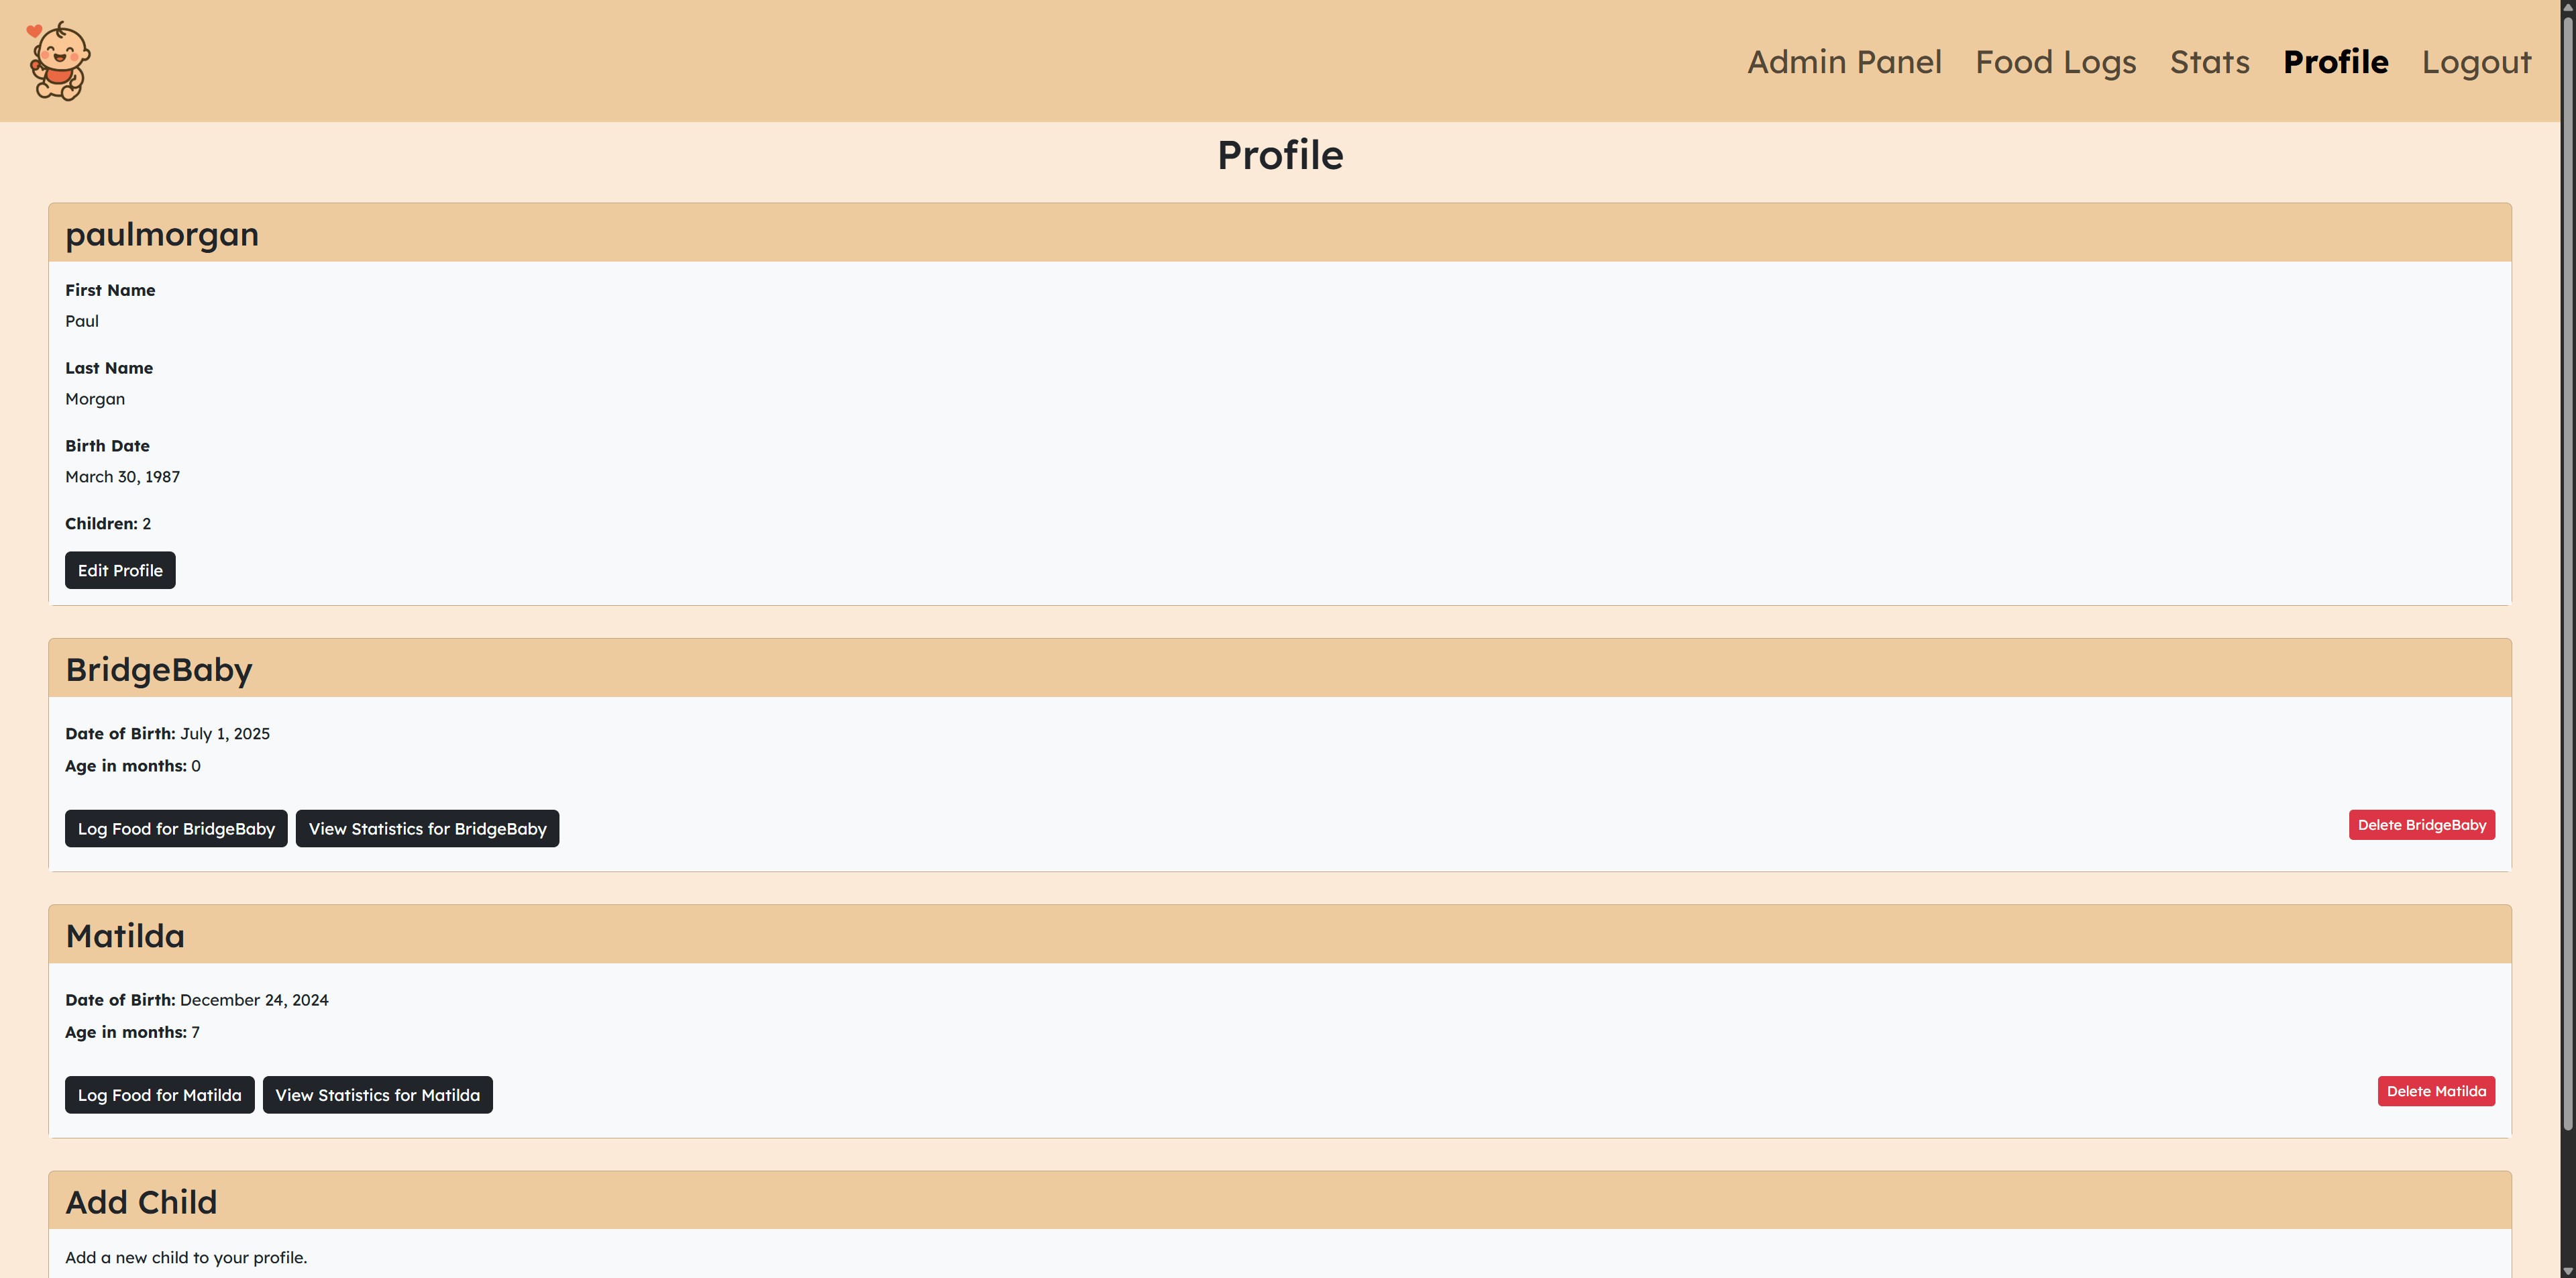 Admin Panel Food Logs Stats Profile Logout
Profile
paulmorgan
First Name
Paul
Last Name
Morgan
Birth Date
March 30, 1987
Children: 2
Edit Profile
BridgeBaby
Date of Birth: July 1, 2025
Age in months: 0
Log Food for BridgeBaby View Statistics for BridgeBaby Delete BridgeBaby
Matilda
Date of Birth: December 24, 2024
Age in months: 7
Log Food for Matilda View Statistics for Matilda Delete Matilda
Add Child
Add a new child to your profile.